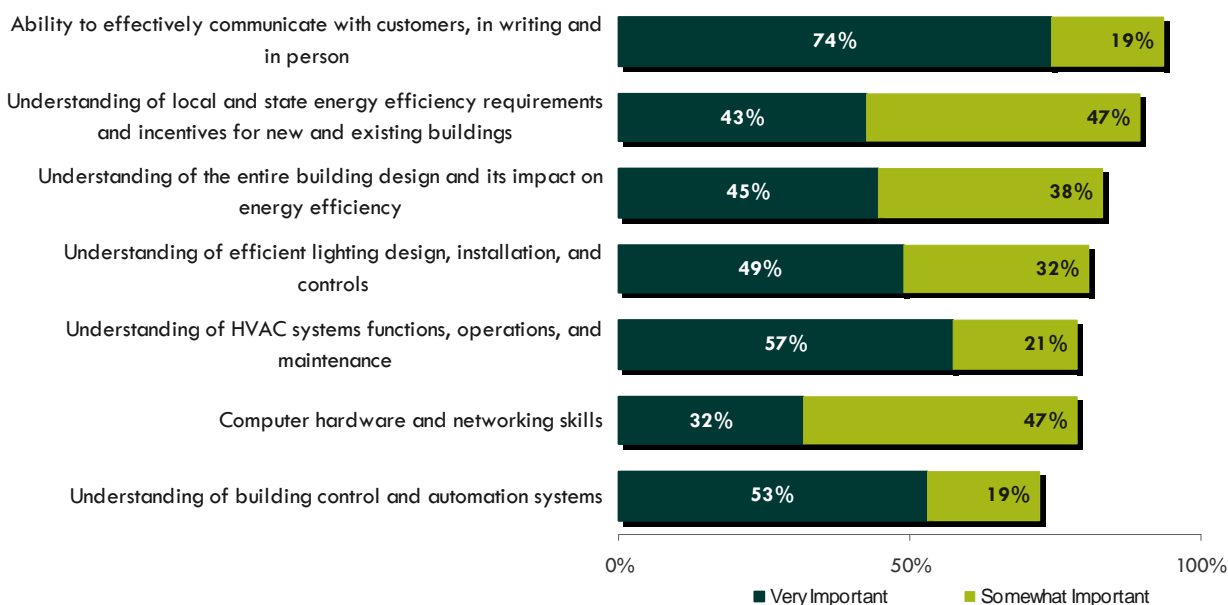 Ability to effectively communicate with customers, in writing and
in person
74%
19%
Understanding of local and state energy efficiency requirements
and incentives for new and existing buildings
43%
47%
Understanding of the entire building design and its impact on
energy efficiency
45%
38%
Understanding of efficient lighting design, installation, and
controls
49%
32%
Understanding of HVAC systems functions, operations, and
maintenance
57%
21%
Computer hardware and networking skills
32%
47%
Understanding of building control and automation systems
53%
19%
0%
50%
100%
Very Important
Somewhat Important